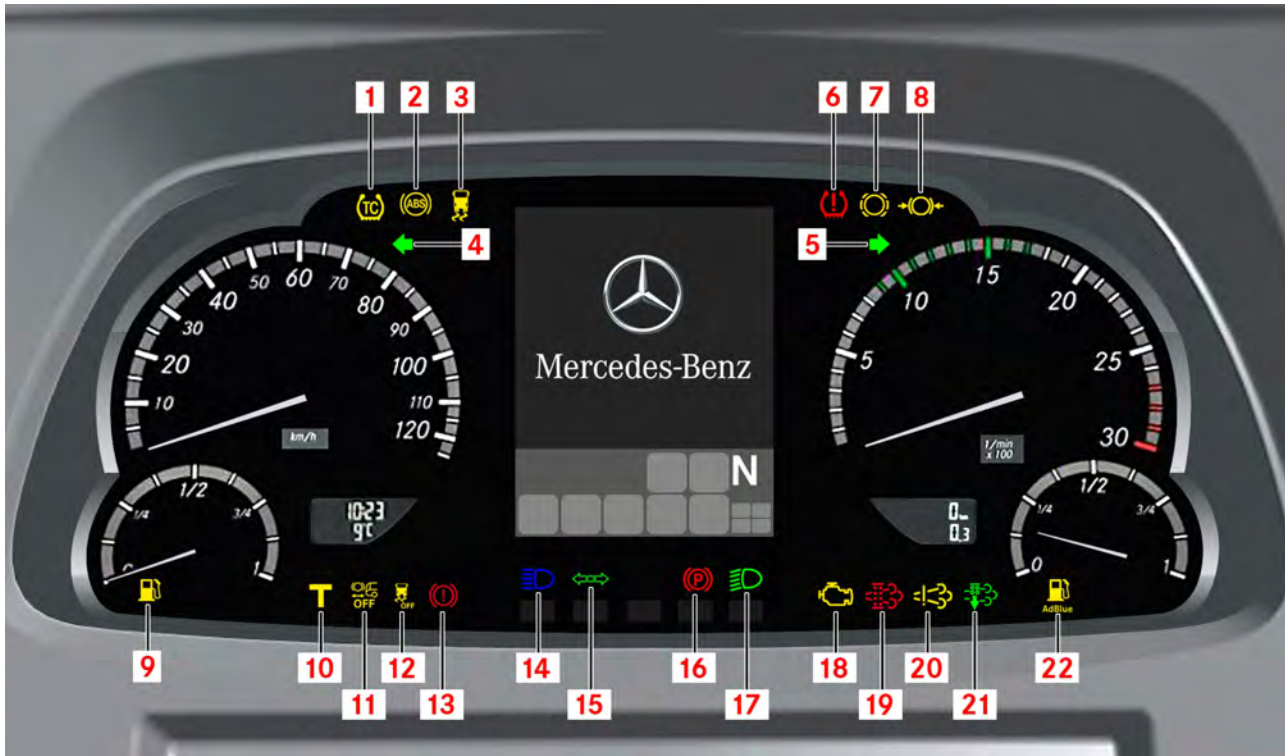 1 2 3 6 7 8
TC ABS
4 5
10 20 30 40 50 60 70 80 90 100 110 120
km/h
Mercedes-Benz
N
5 10 15 20 25 30
1/min
x 100
1/4 1/2 3/4 1
10:23
9°C
0
0.3
0 1/4 1/2 3/4 1
T OFF OFF P
AdBlue
9 10 11 12 13 14 15 16 17 18 19 20 21 22